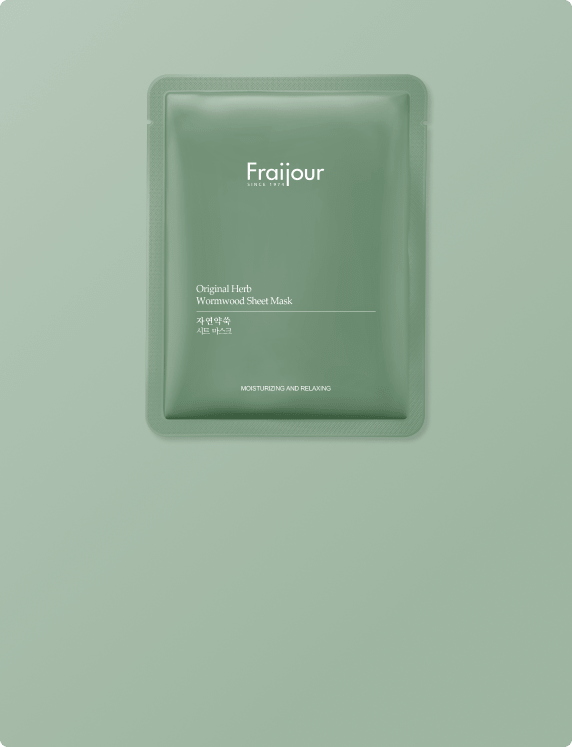 Fraijour
SINCE 1975
Original Herb
Wormwood Sheet Mask
자연약쑥
시트 마스크
MOISTURIZING AND RELAXING